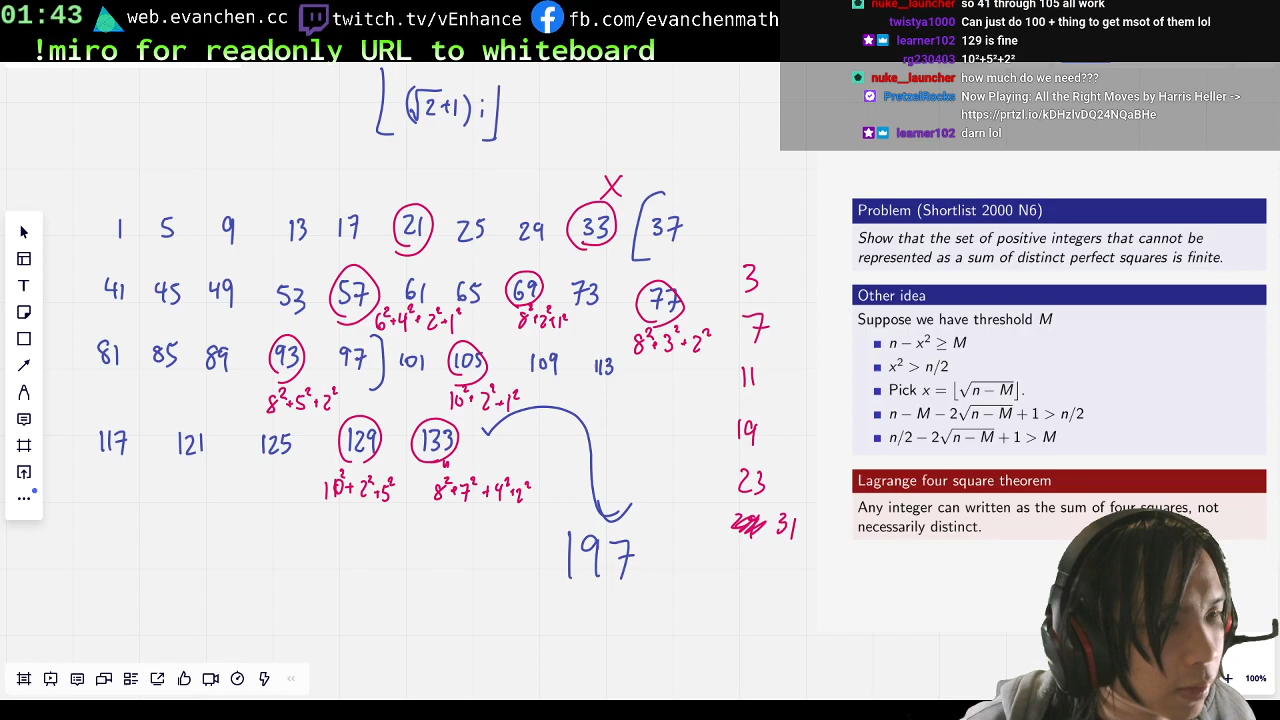 01:43 web.evanchen.cc twitch.tv/vEnhance fb.com/evanchenmath
!miro for readonly URL to whiteboard
nuke__launcher so 41 through 105 all work
twistya1000 Can just do 100 + thing to get msot of them lol
learner102 129 is fine
rg230403 10²+5²+2²
nuke__launcher how much do we need???
PretzelRocks Now Playing: All the Right Moves by Harris Heller ->
https://prtzl.io/kDHzlvDQ24NQaBHe
learner102 darn lol
⌊(√2+1) i⌋
X
1 5 9 13 17 21 25 29 33 [37
41 45 49 53 57 61 65 69 73 77
6²+4²+2²+1² 8²+2²+1² 8²+3²+2²
81 85 89 93 97] 101 105 109 113
8²+5²+2² 10²+2²+1²
117 121 125 129 133
10²+2²+5² 8²+7²+4²+2²
197
3
7
11
19
23
31
Problem (Shortlist 2000 N6)
Show that the set of positive integers that cannot be
represented as a sum of distinct perfect squares is finite.
Other idea
Suppose we have threshold M
n − x² ≥ M
x² > n/2
Pick x = ⌊√n − M⌋.
n − M − 2√n − M + 1 > n/2
n/2 − 2√n − M + 1 > M
Lagrange four square theorem
Any integer can written as the sum of four squares, not
necessarily distinct.
100%